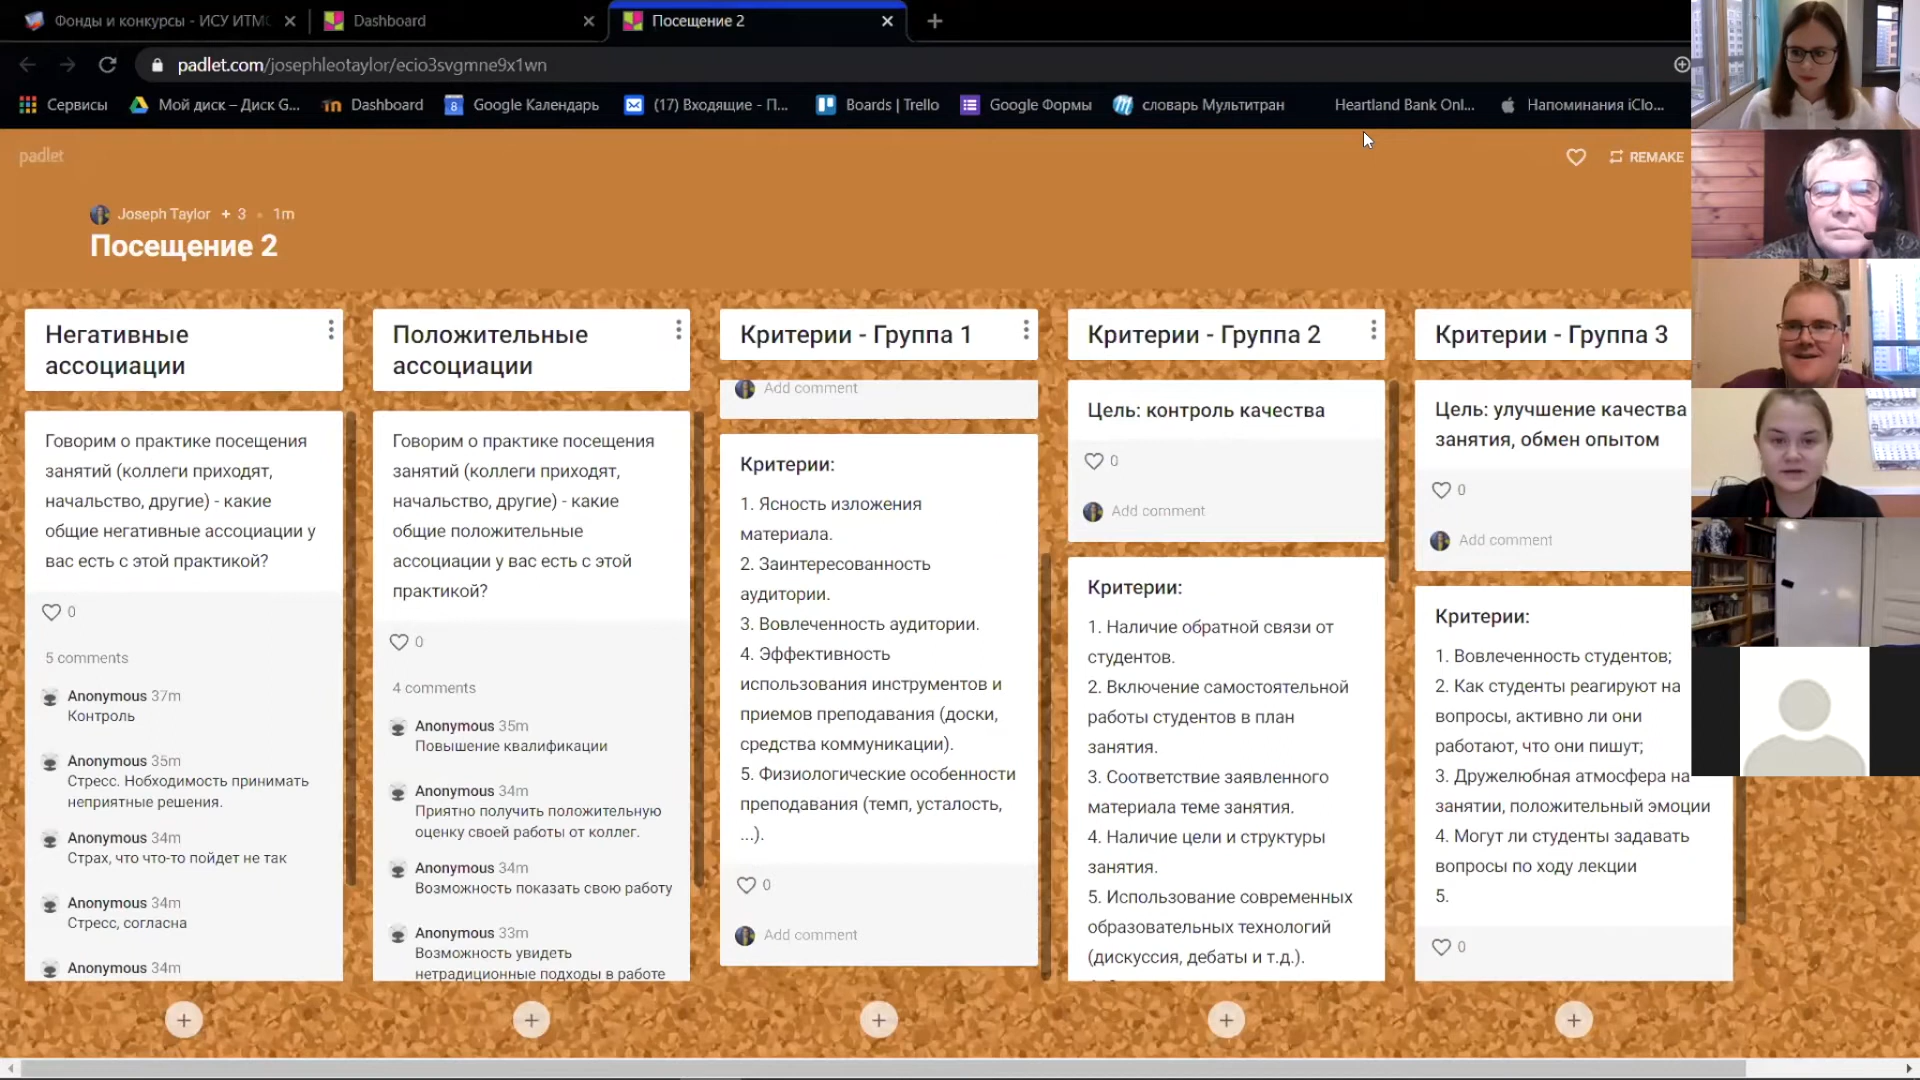 Фонды и конкурсы - ИСУ ИТМО
Dashboard
Посещение 2
padlet.com/josephleotaylor/ecio3svgmne9x1wn
Сервисы
Мой диск – Диск G...
Dashboard
Google Календарь
(17) Входящие - П...
Boards | Trello
Google Формы
словарь Мультитран
Heartland Bank Onl...
Напоминания iClo...
padlet
REMAKE
Joseph Taylor + 3 • 1m
Посещение 2
Негативные
ассоциации
Говорим о практике посещения
занятий (коллеги приходят,
начальство, другие) - какие
общие негативные ассоциации у
вас есть с этой практикой?
0
5 comments
Anonymous 37m
Контроль
Anonymous 35m
Стресс. Нобходимость принимать
неприятные решения.
Anonymous 34m
Страх, что что-то пойдет не так
Anonymous 34m
Стресс, согласна
Anonymous 34m
Положительные
ассоциации
Говорим о практике посещения
занятий (коллеги приходят,
начальство, другие) - какие
общие положительные
ассоциации у вас есть с этой
практикой?
0
4 comments
Anonymous 35m
Повышение квалификации
Anonymous 34m
Приятно получить положительную
оценку своей работы от коллег.
Anonymous 34m
Возможность показать свою работу
Anonymous 33m
Возможность увидеть
нетрадиционные подходы в работе
Критерии - Группа 1
Add comment
Критерии:
1. Ясность изложения
материала.
2. Заинтересованность
аудитории.
3. Вовлеченность аудитории.
4. Эффективность
использования инструментов и
приемов преподавания (доски,
средства коммуникации).
5. Физиологические особенности
преподавания (темп, усталость,
...).
0
Add comment
Критерии - Группа 2
Цель: контроль качества
0
Add comment
Критерии:
1. Наличие обратной связи от
студентов.
2. Включение самостоятельной
работы студентов в план
занятия.
3. Соответствие заявленного
материала теме занятия.
4. Наличие цели и структуры
занятия.
5. Использование современных
образовательных технологий
(дискуссия, дебаты и т.д.).
Критерии - Группа 3
Цель: улучшение качества
занятия, обмен опытом
0
Add comment
Критерии:
1. Вовлеченность студентов;
2. Как студенты реагируют на
вопросы, активно ли они
работают, что они пишут;
3. Дружелюбная атмосфера на
занятии, положительный эмоции
4. Могут ли студенты задавать
вопросы по ходу лекции
5.
0